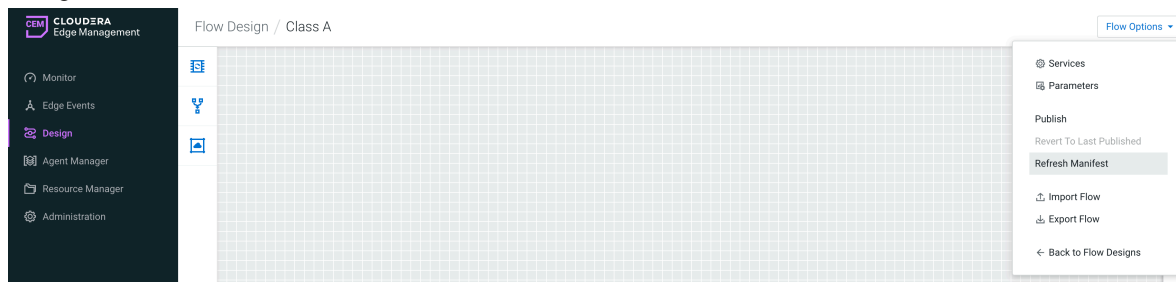 CEM CLOUDERA
Edge Management
Flow Design / Class A
Flow Options
Monitor
Edge Events
Design
Agent Manager
Resource Manager
Administration
Services
Parameters
Publish
Revert To Last Published
Refresh Manifest
Import Flow
Export Flow
Back to Flow Designs